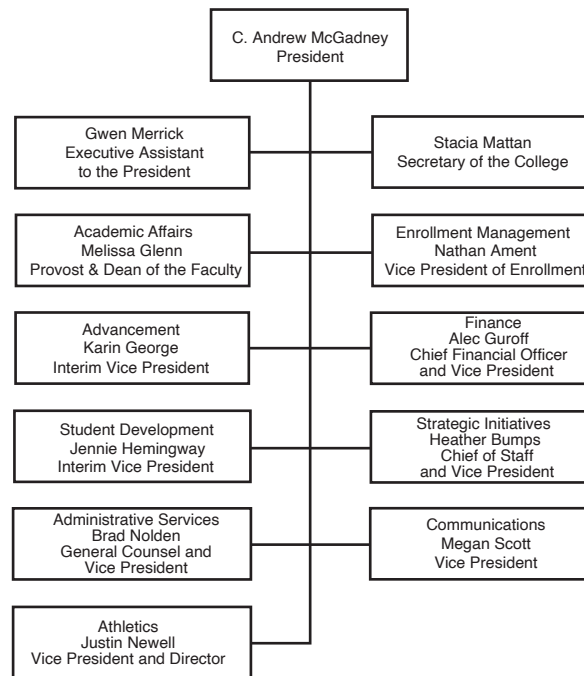 C. Andrew McGadney
President
Gwen Merrick
Executive Assistant
to the President
Stacia Mattan
Secretary of the College
Academic Affairs
Melissa Glenn
Provost & Dean of the Faculty
Enrollment Management
Nathan Ament
Vice President of Enrollment
Advancement
Karin George
Interim Vice President
Finance
Alec Guroff
Chief Financial Officer
and Vice President
Student Development
Jennie Hemingway
Interim Vice President
Strategic Initiatives
Heather Bumps
Chief of Staff
and Vice President
Administrative Services
Brad Nolden
General Counsel and
Vice President
Communications
Megan Scott
Vice President
Athletics
Justin Newell
Vice President and Director